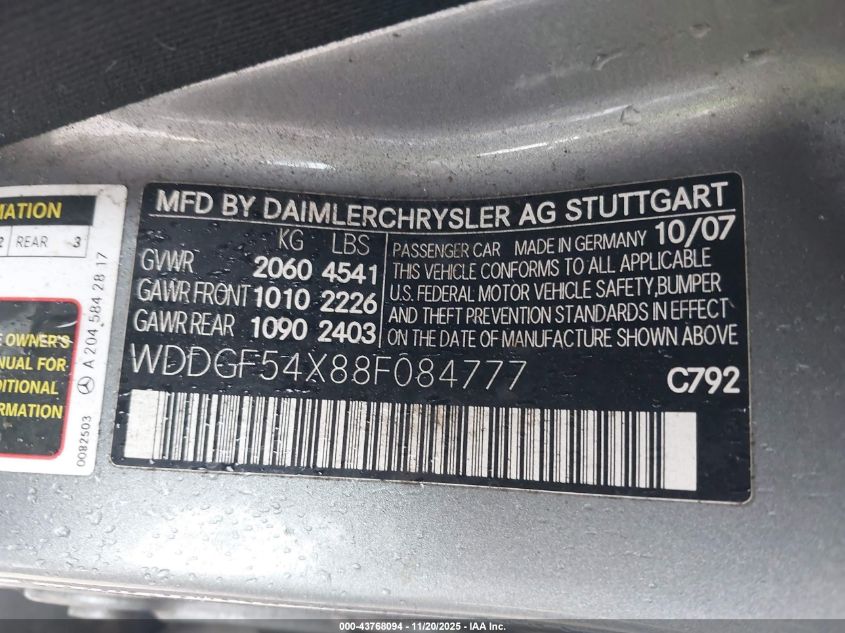 MATION
2 REAR 3
E OWNER'S
NUAL FOR
DITIONAL
FORMATION
A 204 584 28 17
0082503
MFD BY DAIMLERCHRYSLER AG STUTTGART
KG LBS
GVWR 2060 4541
GAWR FRONT 1010 2226
GAWR REAR 1090 2403
PASSENGER CAR MADE IN GERMANY 10/07
THIS VEHICLE CONFORMS TO ALL APPLICABLE
U.S. FEDERAL MOTOR VEHICLE SAFETY, BUMPER
AND THEFT PREVENTION STANDARDS IN EFFECT
ON THE DATE OF MANUFACTURE SHOWN ABOVE
WDDGF54X88F084777
C792
000-43768094 - 11/20/2025 - IAA Inc.